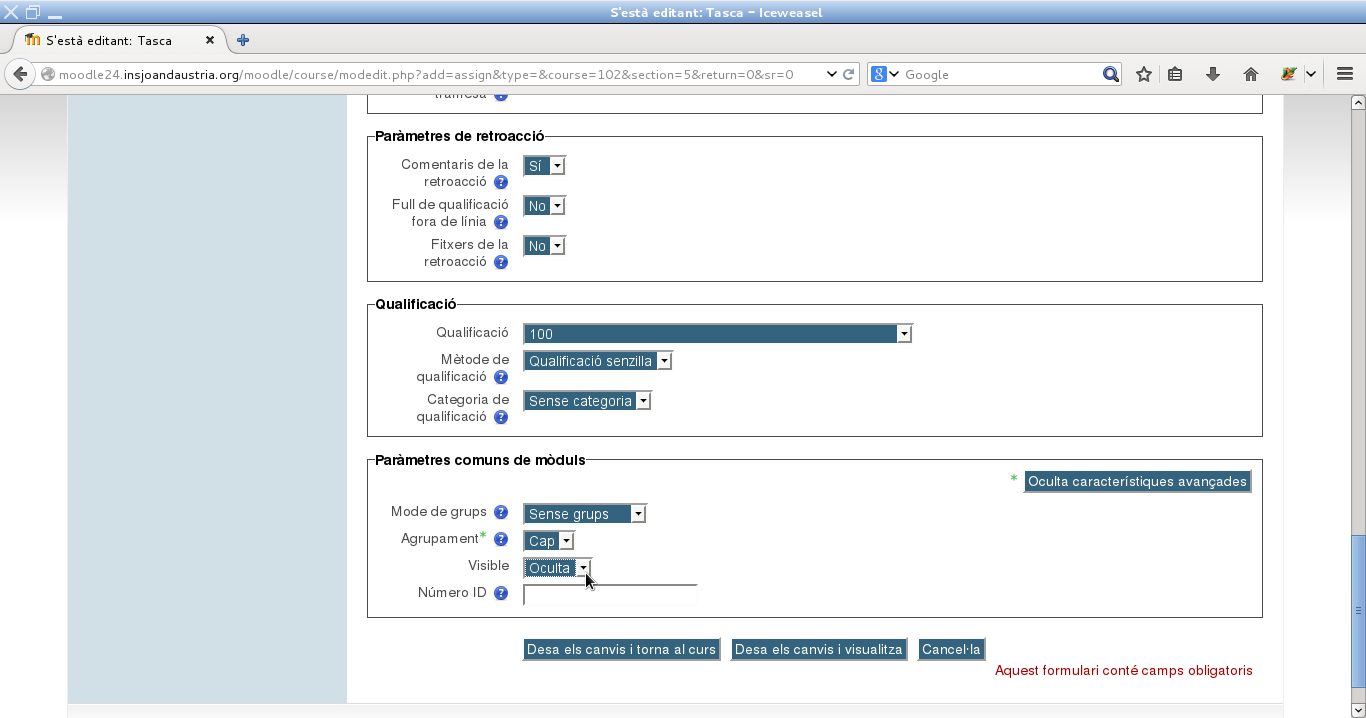 S'està editant: Tasca - Iceweasel
S'està editant: Tasca
moodle24.insjoandaustria.org/moodle/course/modedit.php?add=assign&type=&course=102&section=5&return=0&sr=0
Google
tramesa
Paràmetres de retroacció
Comentaris de la
retroacció
Sí
Full de qualificació
fora de línia
No
Fitxers de la
retroacció
No
Qualificació
Qualificació
100
Mètode de
qualificació
Qualificació senzilla
Categoria de
qualificació
Sense categoria
Paràmetres comuns de mòduls
* Oculta característiques avançades
Mode de grups
Sense grups
Agrupament*
Cap
Visible
Oculta
Número ID
Desa els canvis i torna al curs
Desa els canvis i visualitza
Cancel·la
Aquest formulari conté camps obligatoris